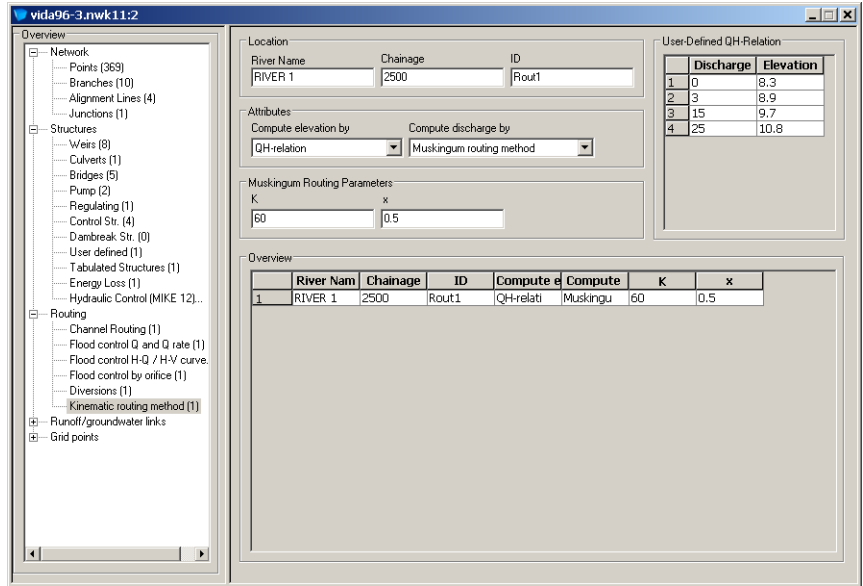 vida96-3.nwk11:2
Overview
Network
Points (369)
Branches (10)
Alignment Lines (4)
Junctions (1)
Structures
Weirs (8)
Culverts (1)
Bridges (5)
Pump (2)
Regulating (1)
Control Str. (4)
Dambreak Str. (0)
User defined (1)
Tabulated Structures (1)
Energy Loss (1)
Hydraulic Control (MIKE 12)...
Routing
Channel Routing (1)
Flood control Q and Q rate (1)
Flood control H-Q / H-V curve.
Flood control by orifice (1)
Diversions (1)
Kinematic routing method (1)
Runoff/groundwater links
Grid points
Location
River Name Chainage ID
RIVER 1 2500 Rout1
Attributes
Compute elevation by Compute discharge by
QH-relation Muskingum routing method
Muskingum Routing Parameters
K x
60 0.5
User-Defined QH-Relation
Discharge Elevation
1 0 8.3
2 3 8.9
3 15 9.7
4 25 10.8
Overview
River Nam Chainage ID Compute e Compute K x
1 RIVER 1 2500 Rout1 QH-relati Muskingu 60 0.5